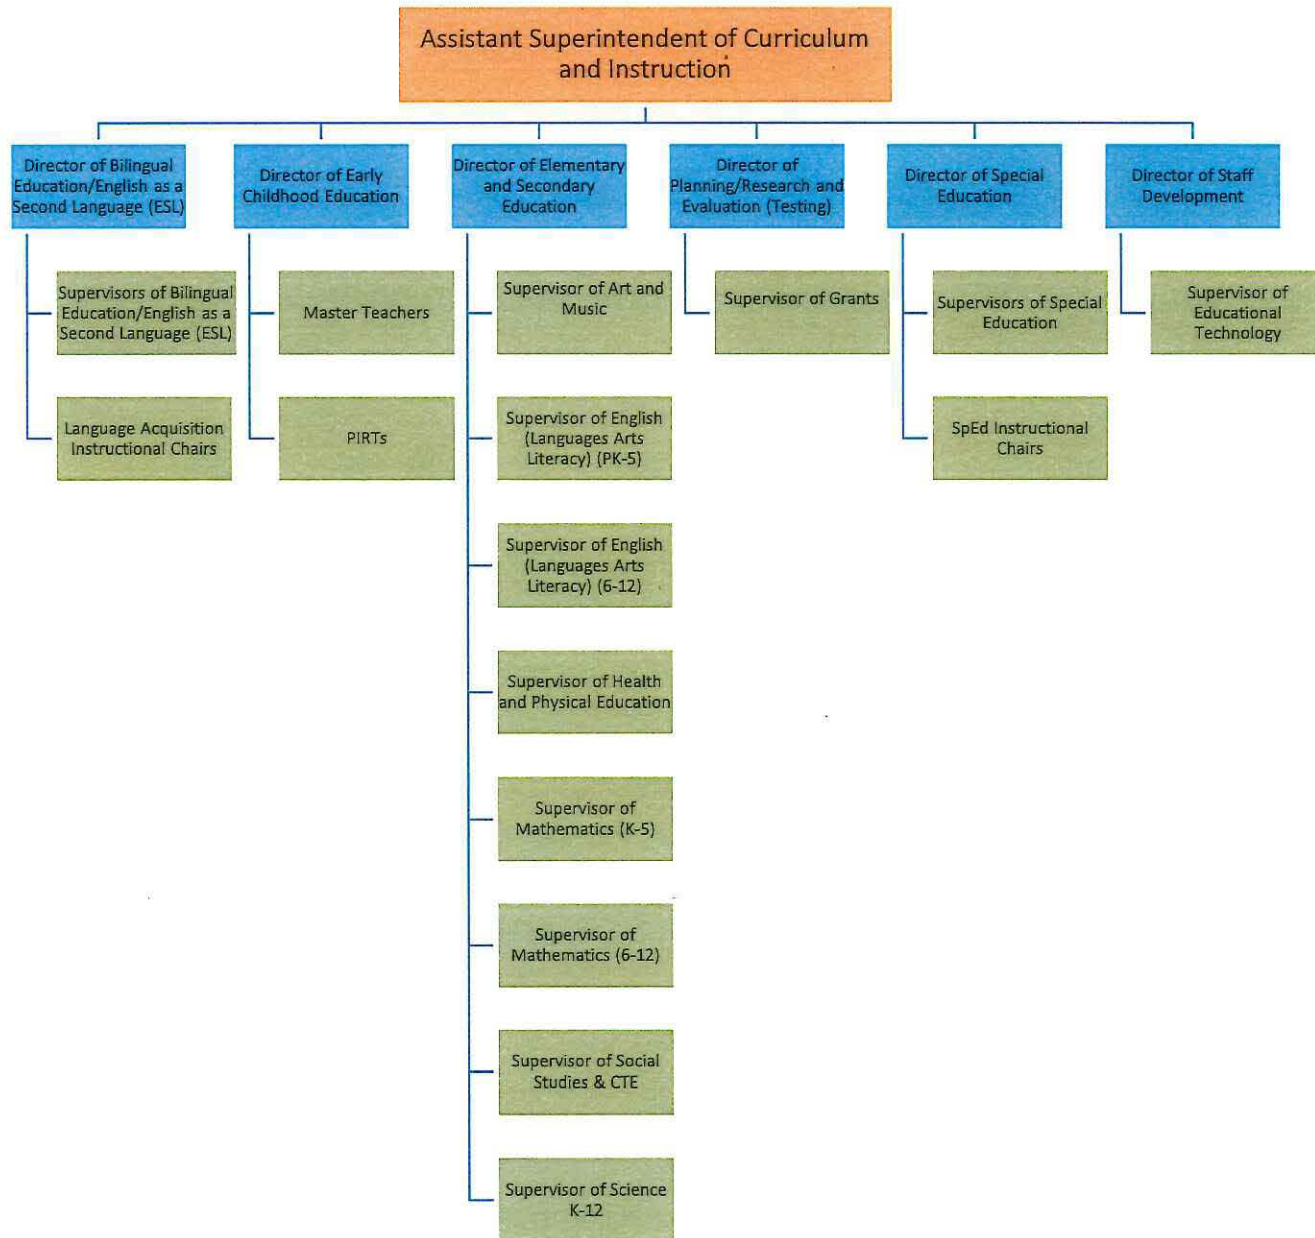 Assistant Superintendent of Curriculum
and Instruction
Director of Bilingual
Education/English as a
Second Language (ESL)
Director of Early
Childhood Education
Director of Elementary
and Secondary
Education
Director of
Planning/Research and
Evaluation (Testing)
Director of Special
Education
Director of Staff
Development
Supervisors of Bilingual
Education/English as a
Second Language (ESL)
Language Acquisition
Instructional Chairs
Master Teachers
PIRTs
Supervisor of Art and
Music
Supervisor of English
(Languages Arts
Literacy) (PK-5)
Supervisor of English
(Languages Arts
Literacy) (6-12)
Supervisor of Health
and Physical Education
Supervisor of
Mathematics (K-5)
Supervisor of
Mathematics (6-12)
Supervisor of Social
Studies & CTE
Supervisor of Science
K-12
Supervisor of Grants
Supervisors of Special
Education
SpEd Instructional
Chairs
Supervisor of
Educational
Technology